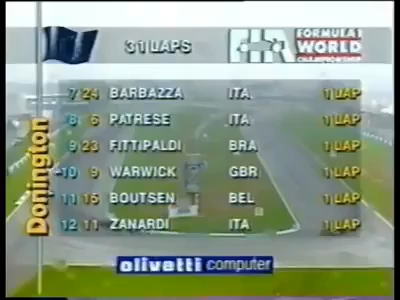 31 LAPS
FIA FORMULA 1
WORLD
CHAMPIONSHIP
Donington
7 24 BARBAZZA ITA 1 LAP
8 6 PATRESE ITA 1 LAP
9 23 FITTIPALDI BRA 1 LAP
10 9 WARWICK GBR 1 LAP
11 15 BOUTSEN BEL 1 LAP
12 11 ZANARDI ITA 1 LAP
olivetti computer